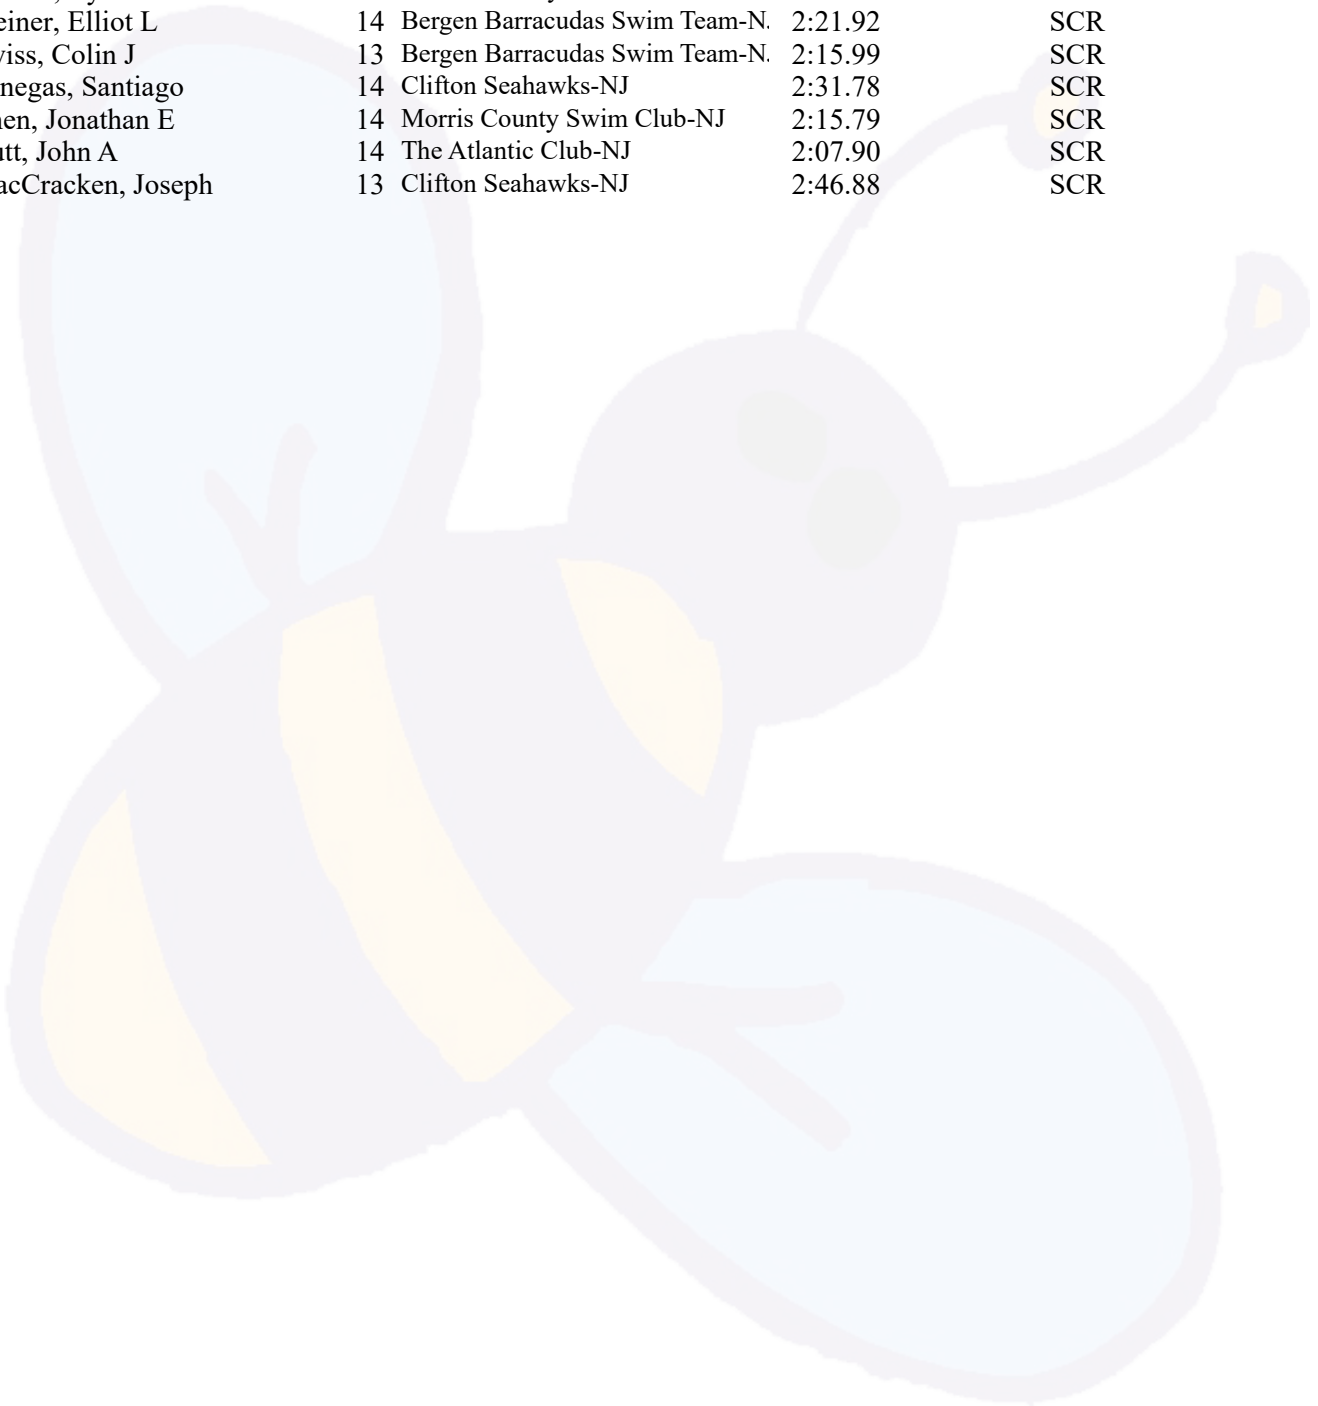 einer, Elliot L 14 Bergen Barracudas Swim Team-N. 2:21.92 SCR
viss, Colin J 13 Bergen Barracudas Swim Team-N. 2:15.99 SCR
negas, Santiago 14 Clifton Seahawks-NJ 2:31.78 SCR
nen, Jonathan E 14 Morris County Swim Club-NJ 2:15.79 SCR
utt, John A 14 The Atlantic Club-NJ 2:07.90 SCR
acCracken, Joseph 13 Clifton Seahawks-NJ 2:46.88 SCR